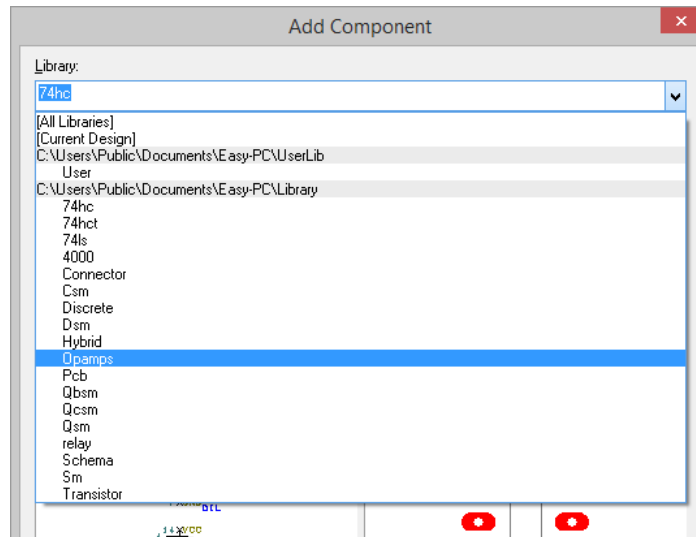 Add Component
Library:
74hc
[All Libraries]
[Current Design]
C:\Users\Public\Documents\Easy-PC\UserLib
User
C:\Users\Public\Documents\Easy-PC\Library
74hc
74hct
74ls
4000
Connector
Csm
Discrete
Dsm
Hybrid
Opamps
Pcb
Qbsm
Qcsm
Qsm
relay
Schema
Sm
Transistor
14 VCC